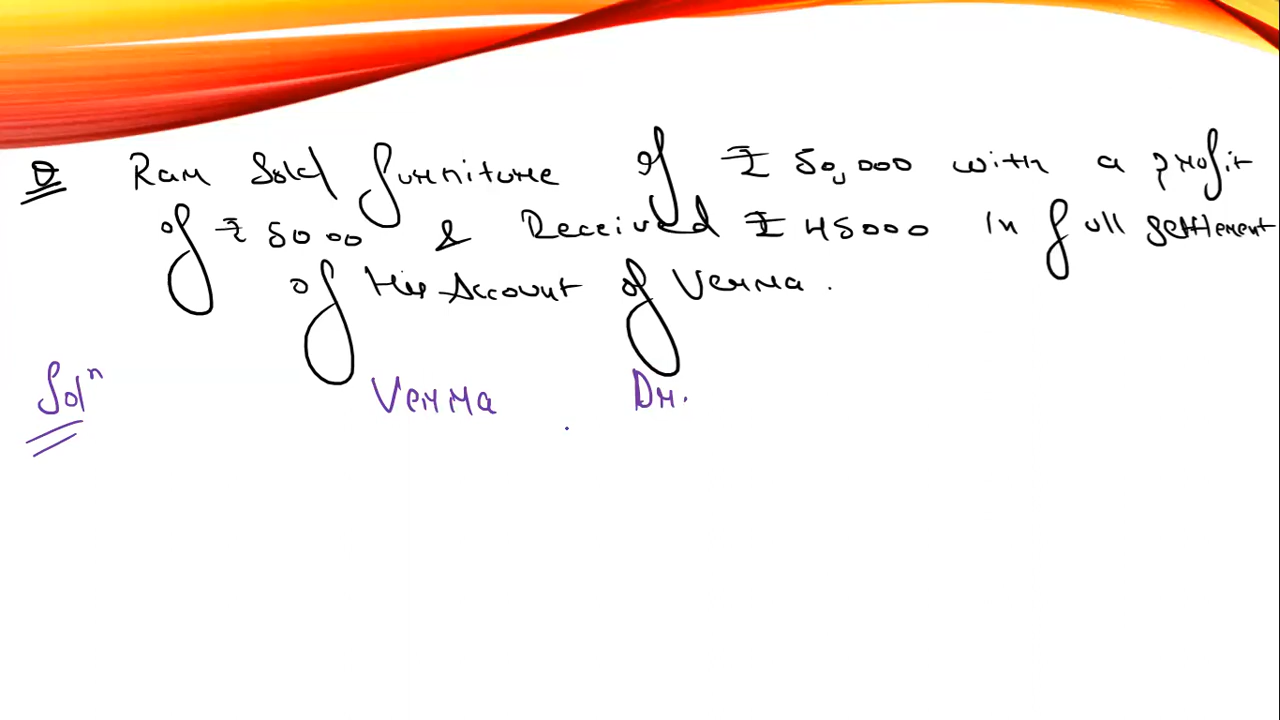 Q Ram Sold furniture of ₹ 50,000 with a profit
of ₹ 5000 & Received ₹ 45000 in full settlement
of His Account of Verma.
Solⁿ Verma Dr.